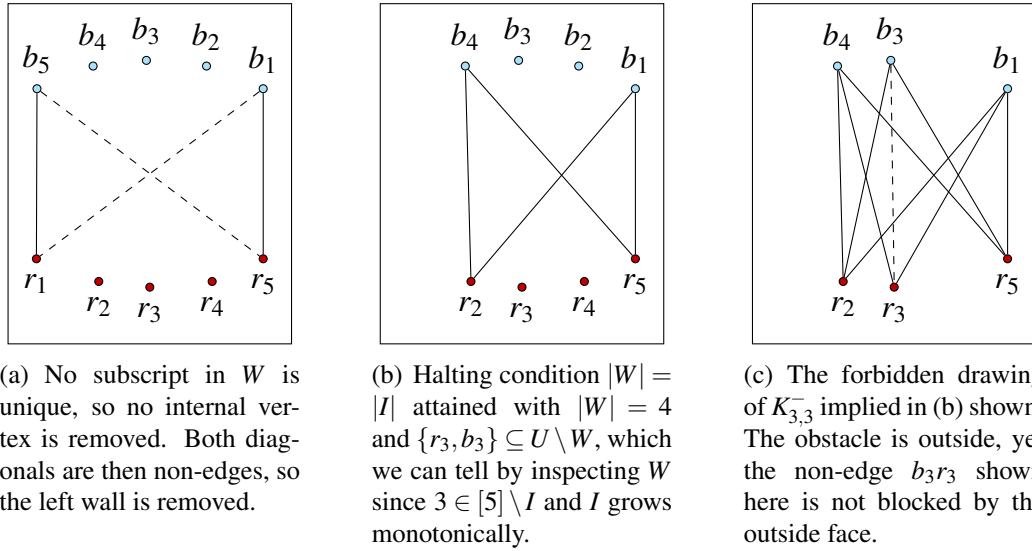 b₄ b₃ b₂
b₅ b₁
r₁ r₅
r₂ r₃ r₄
(a) No subscript in W is
unique, so no internal ver-
tex is removed. Both diag-
onals are then non-edges, so
the left wall is removed.
b₄ b₃ b₂
b₁
r₅
r₂ r₃ r₄
(b) Halting condition |W| =
|I| attained with |W| = 4
and {r₃, b₃} ⊆ U \ W, which
we can tell by inspecting W
since 3 ∈ [5] \ I and I grows
monotonically.
b₄ b₃
b₁
r₅
r₂ r₃
(c) The forbidden drawing
of K⁻₃,₃ implied in (b) shown
The obstacle is outside, ye
the non-edge b₃r₃ shown
here is not blocked by th
outside face.